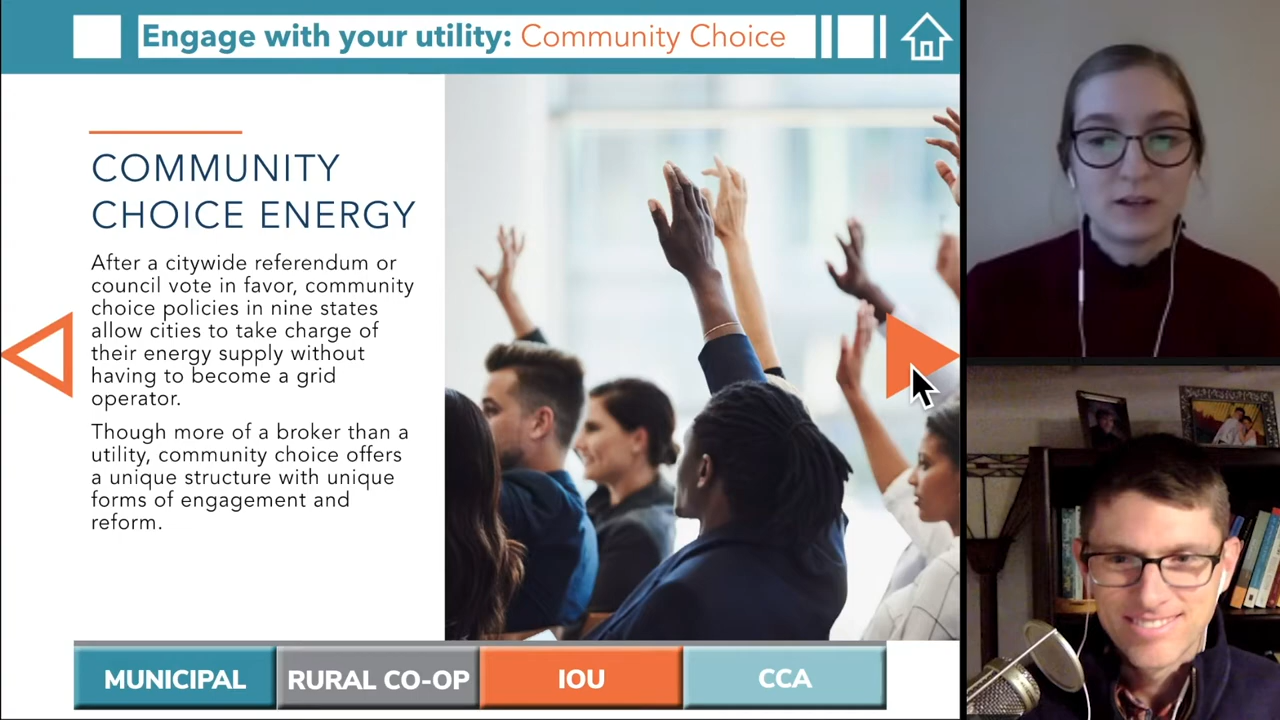 Engage with your utility: Community Choice
COMMUNITY
CHOICE ENERGY
After a citywide referendum or
council vote in favor, community
choice policies in nine states
allow cities to take charge of
their energy supply without
having to become a grid
operator.
Though more of a broker than a
utility, community choice offers
a unique structure with unique
forms of engagement and
reform.
MUNICIPAL
RURAL CO-OP
IOU
CCA